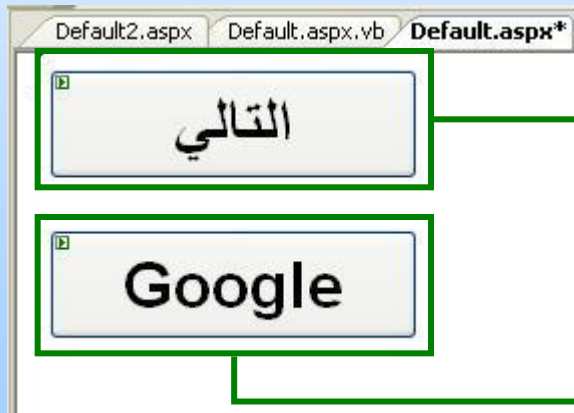 Default2.aspx Default.aspx.vb Default.aspx*
التالي
Google